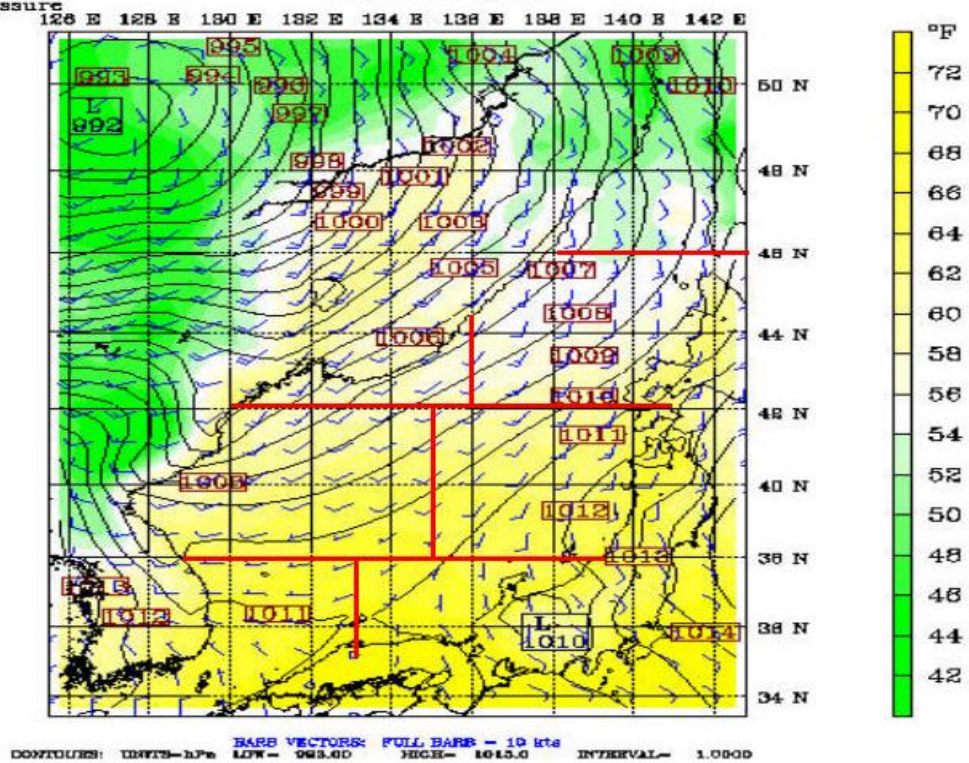 ssure
126 E 128 E 130 E 132 E 134 E 136 E 138 E 140 E 142 E
°F
995
1004
1009
993
994
996
1010
50 N
72
L
992
997
70
1002
68
998
1001
48 N
999
66
1000
1003
64
1005
1007
46 N
62
1008
60
1006
44 N
1009
58
1010
42 N
56
1011
54
1008
40 N
52
1012
50
1013
38 N
48
1013
1012
1011
46
L
1010
1014
36 N
44
42
34 N
BARB VECTORS: FULL BARB = 10 kts
CONTOURS: UNITS=hPa LOW= 993.00 HIGH= 1015.0 INTERVAL= 1.0000